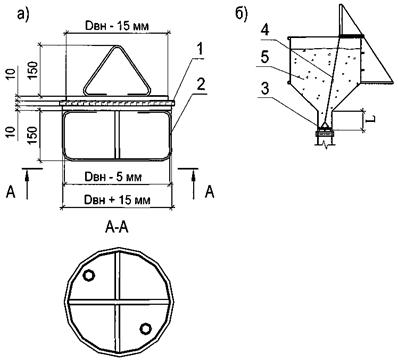 а)
Dвн - 15 мм
10
150
1
2
10
150
А
А
Dвн - 5 мм
Dвн + 15 мм
А-А
б)
4
5
3
L